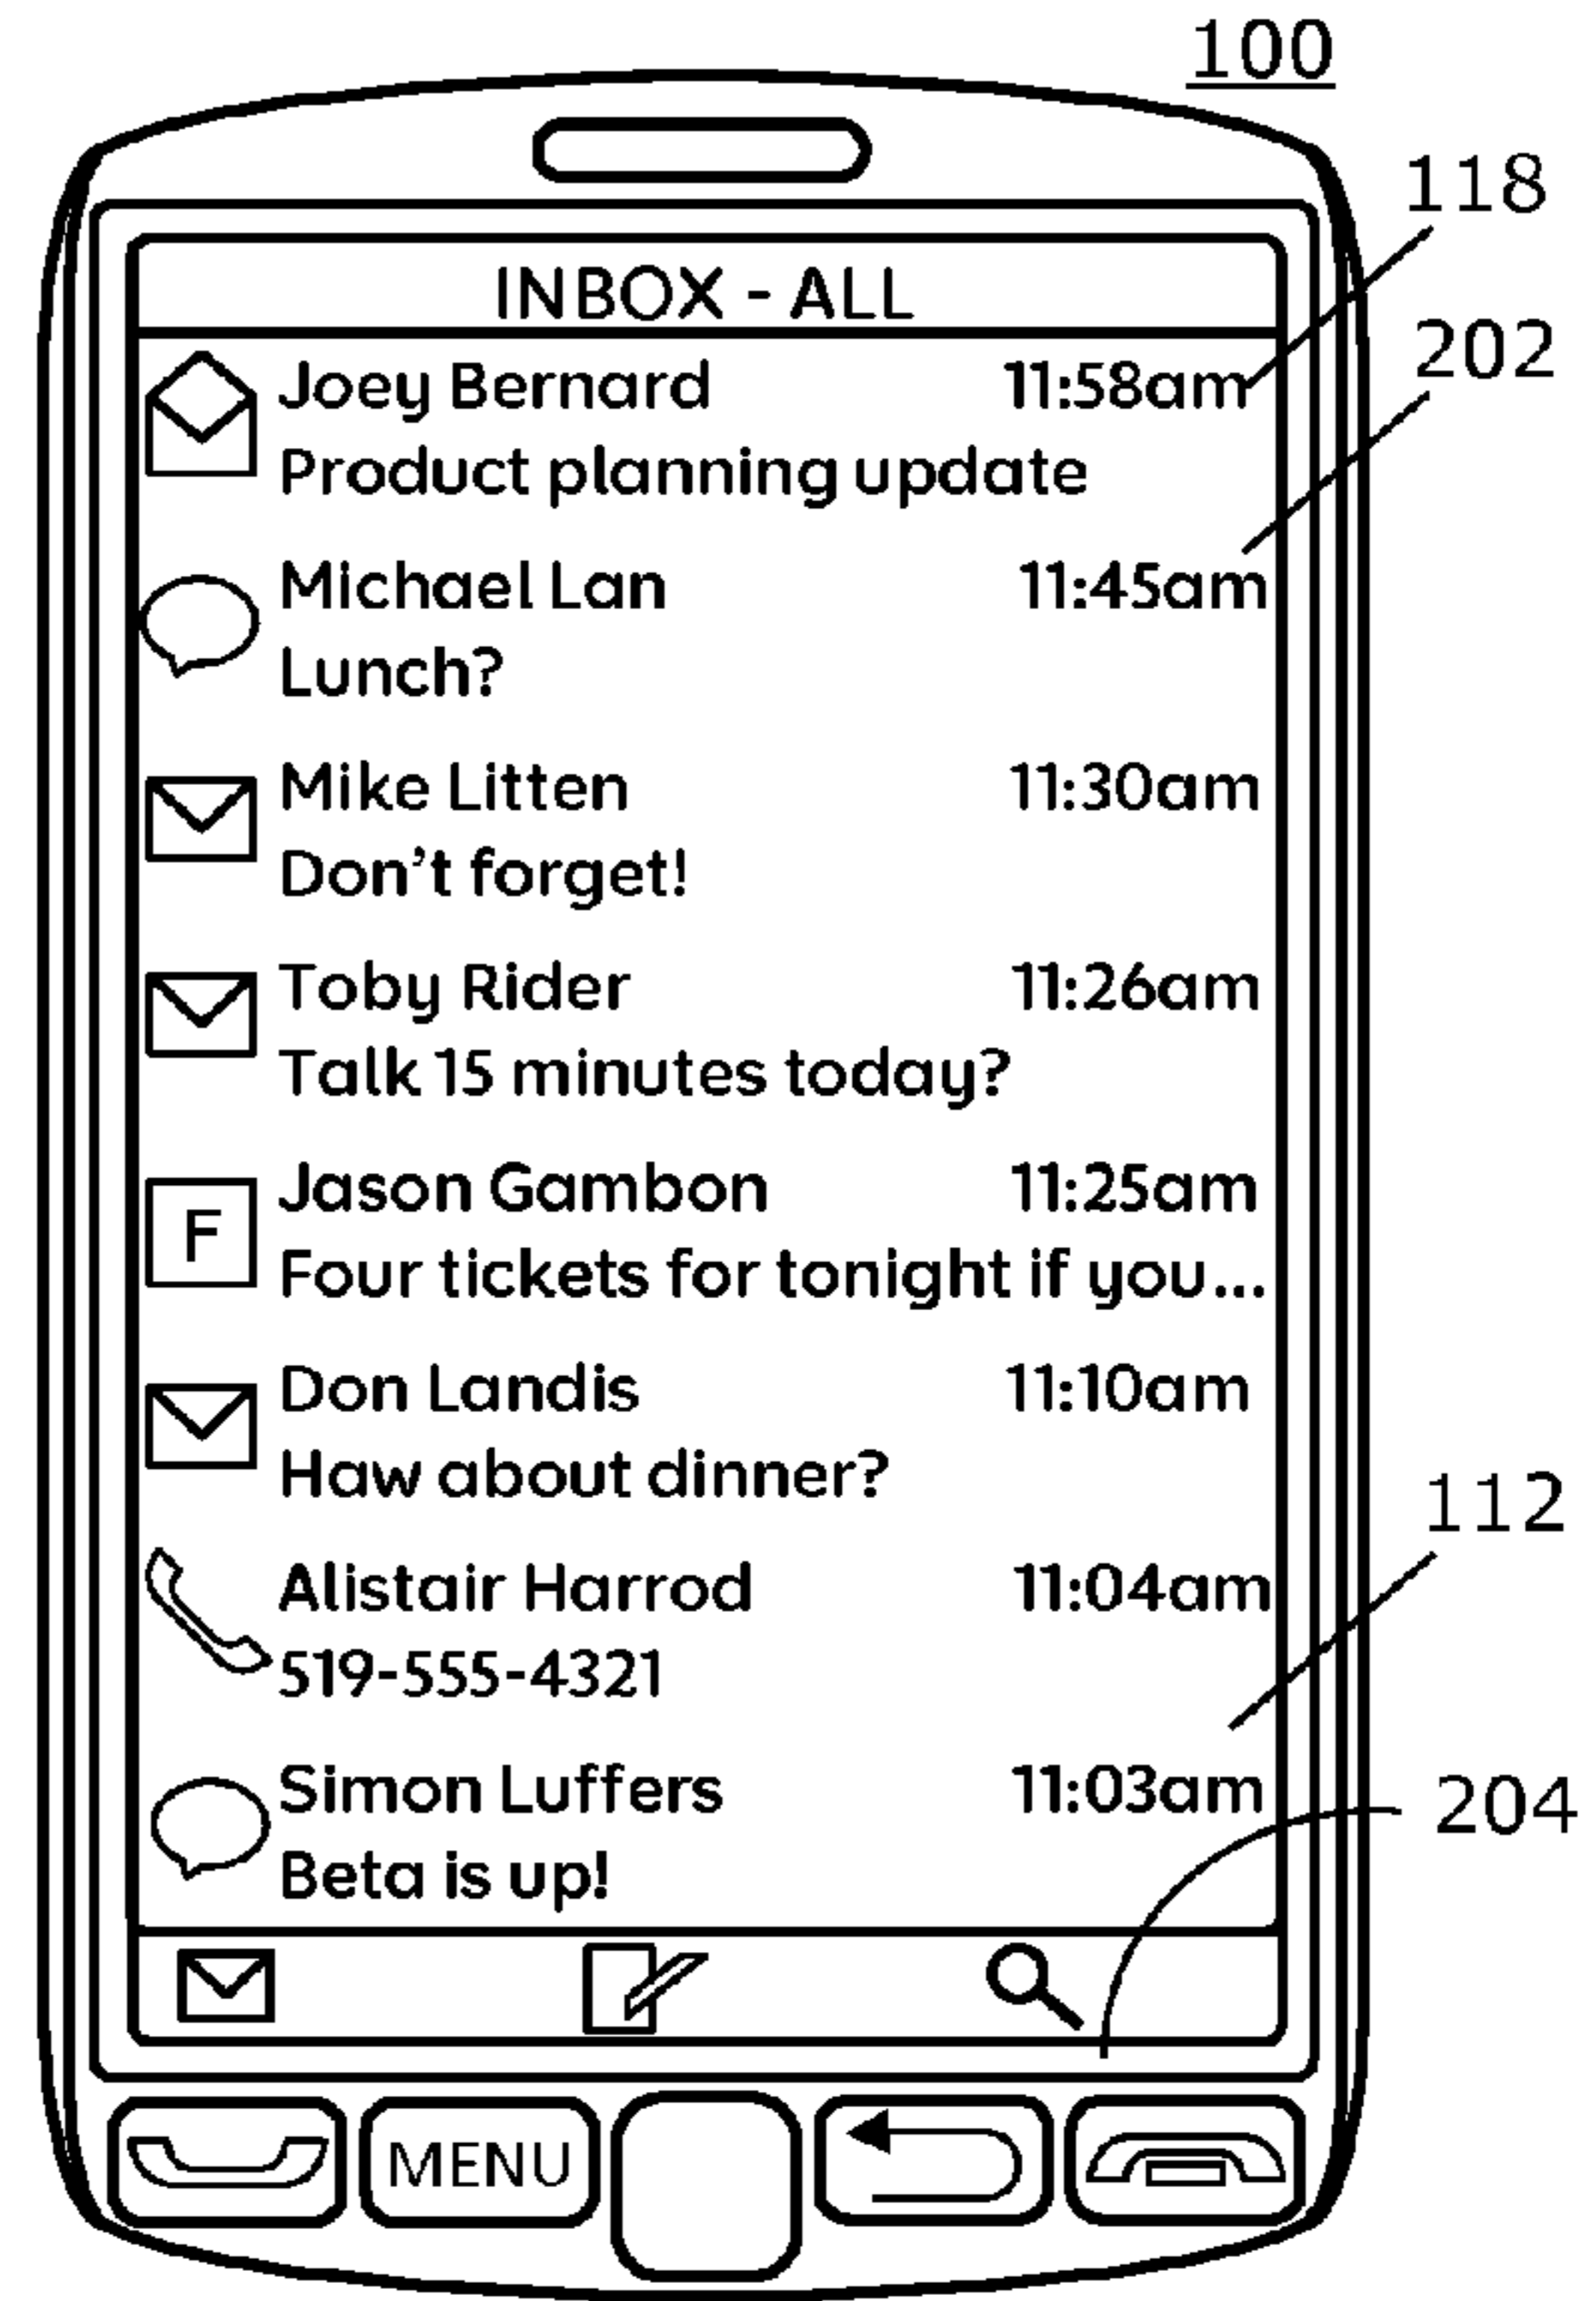 100
118
INBOX - ALL
202
Joey Bernard 11:58am
Product planning update
Michael Lan 11:45am
Lunch?
Mike Litten 11:30am
Don't forget!
Toby Rider 11:26am
Talk 15 minutes today?
F
Jason Gambon 11:25am
Four tickets for tonight if you...
Don Landis 11:10am
Haw about dinner?
112
Alistair Harrod 11:04am
519-555-4321
Simon Luffers 11:03am
204
Beta is up!
MENU